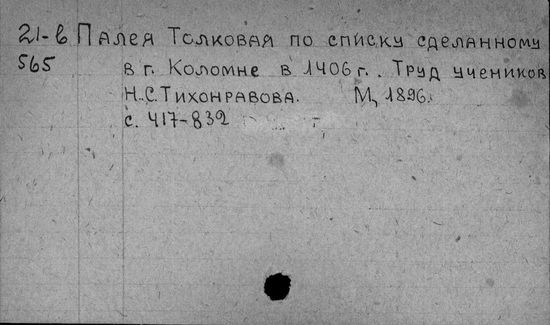 21-в Палея Толковая по списку сделанному
565 в г. Коломне в 1406 г. Труд учеников
Н.С. Тихонравова. М, 1896.
с. 417-832